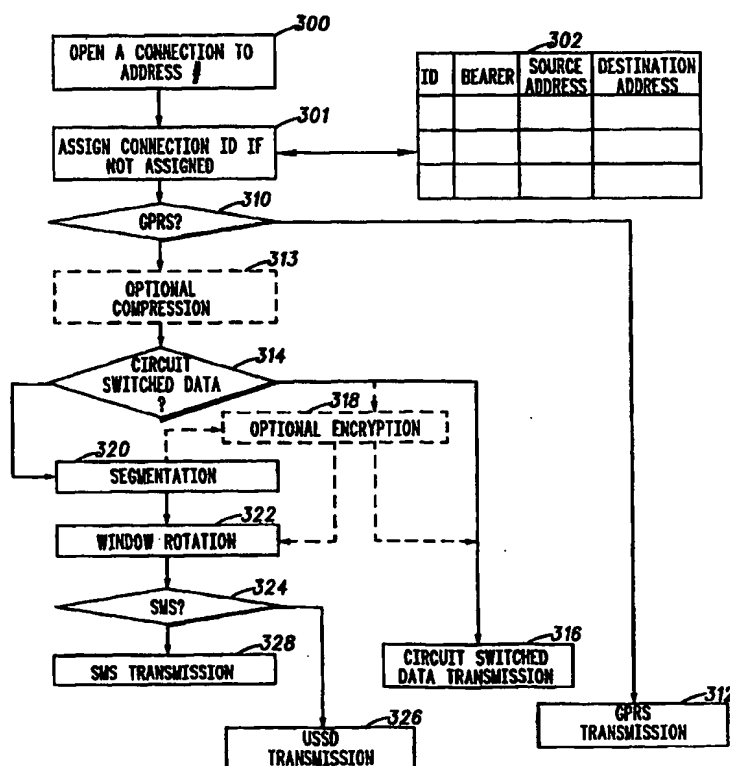 300
OPEN A CONNECTION TO
ADDRESS #
302
ID BEARER SOURCE ADDRESS DESTINATION ADDRESS
301
ASSIGN CONNECTION ID IF
NOT ASSIGNED
310
GPRS?
313
OPTIONAL
COMPRESSION
314
CIRCUIT
SWITCHED DATA
?
318
OPTIONAL ENCRYPTION
320
SEGMENTATION
322
WINDOW ROTATION
324
SMS?
328
SMS TRANSMISSION
316
CIRCUIT SWITCHED
DATA TRANSMISSION
326
USSD
TRANSMISSION
312
GPRS
TRANSMISSION